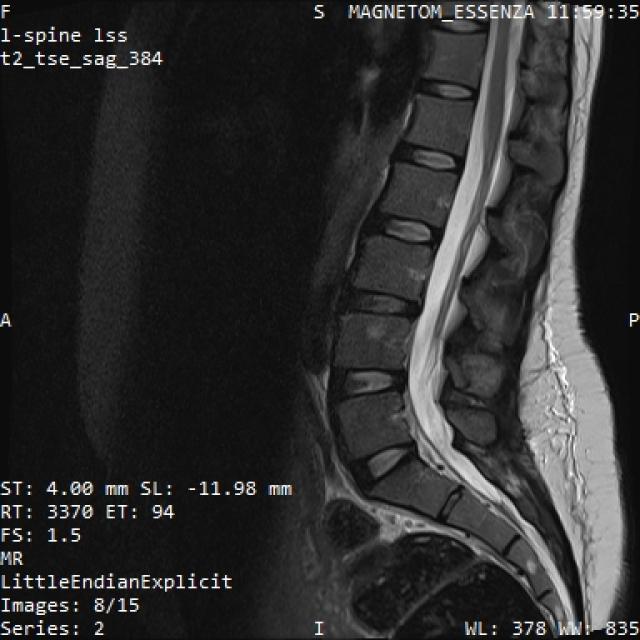 F
S MAGNETOM_ESSENZA 11:59:35
l-spine lss
t2_tse_sag_384
A
P
ST: 4.00 mm SL: -11.98 mm
RT: 3370 ET: 94
FS: 1.5
MR
LittleEndianExplicit
Images: 8/15
Series: 2
I
WL: 378 WW: 835